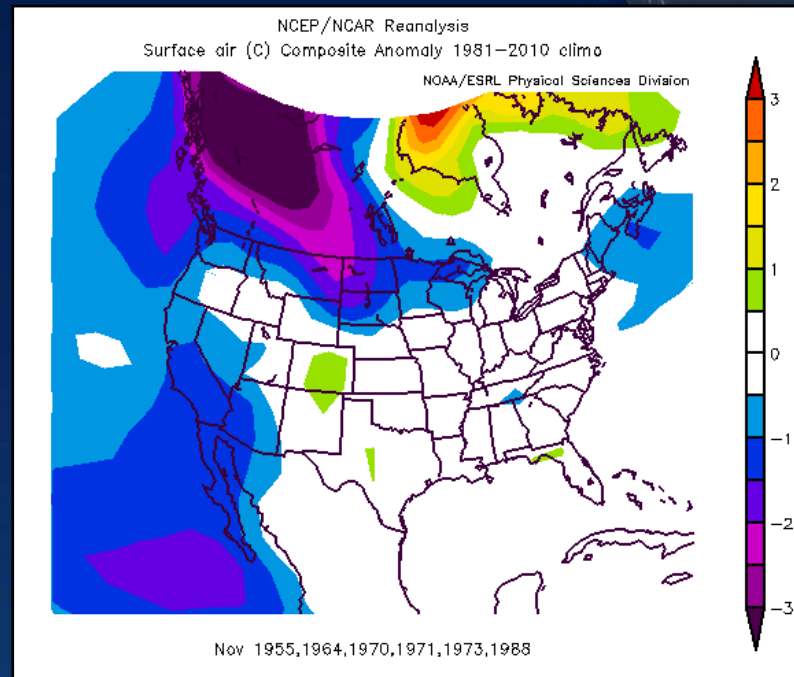 NCEP/NCAR Reanalysis
Surface air (C) Composite Anomaly 1981-2010 climo
NOAA/ESRL Physical Sciences Division
3
2
1
0
-1
-2
-3
Nov 1955,1964,1970,1971,1973,1988